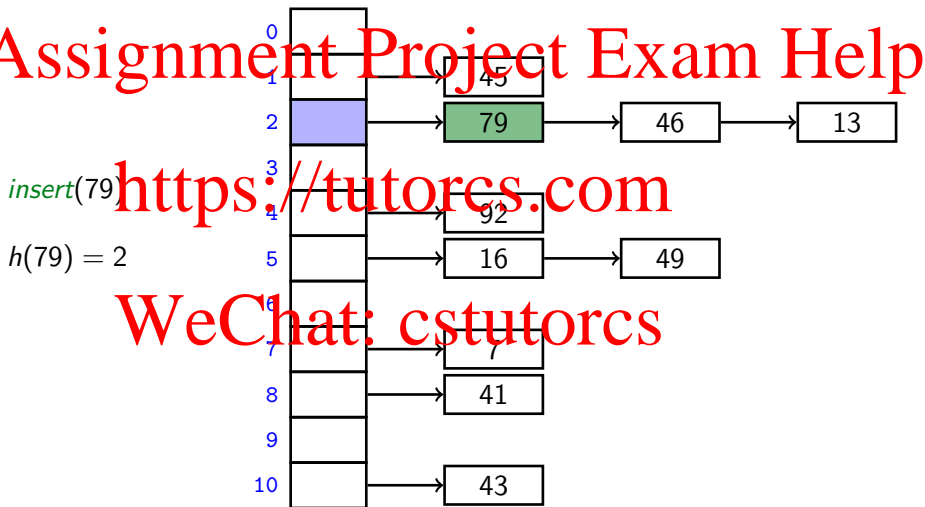 0
Assignment Project Exam Help
1 45
2 79 46 13
3
insert(79)
https://tutorcs.com
4 92
h(79) = 2
5 16 49
6
WeChat: cstutorcs
7 7
8 41
9
10 43